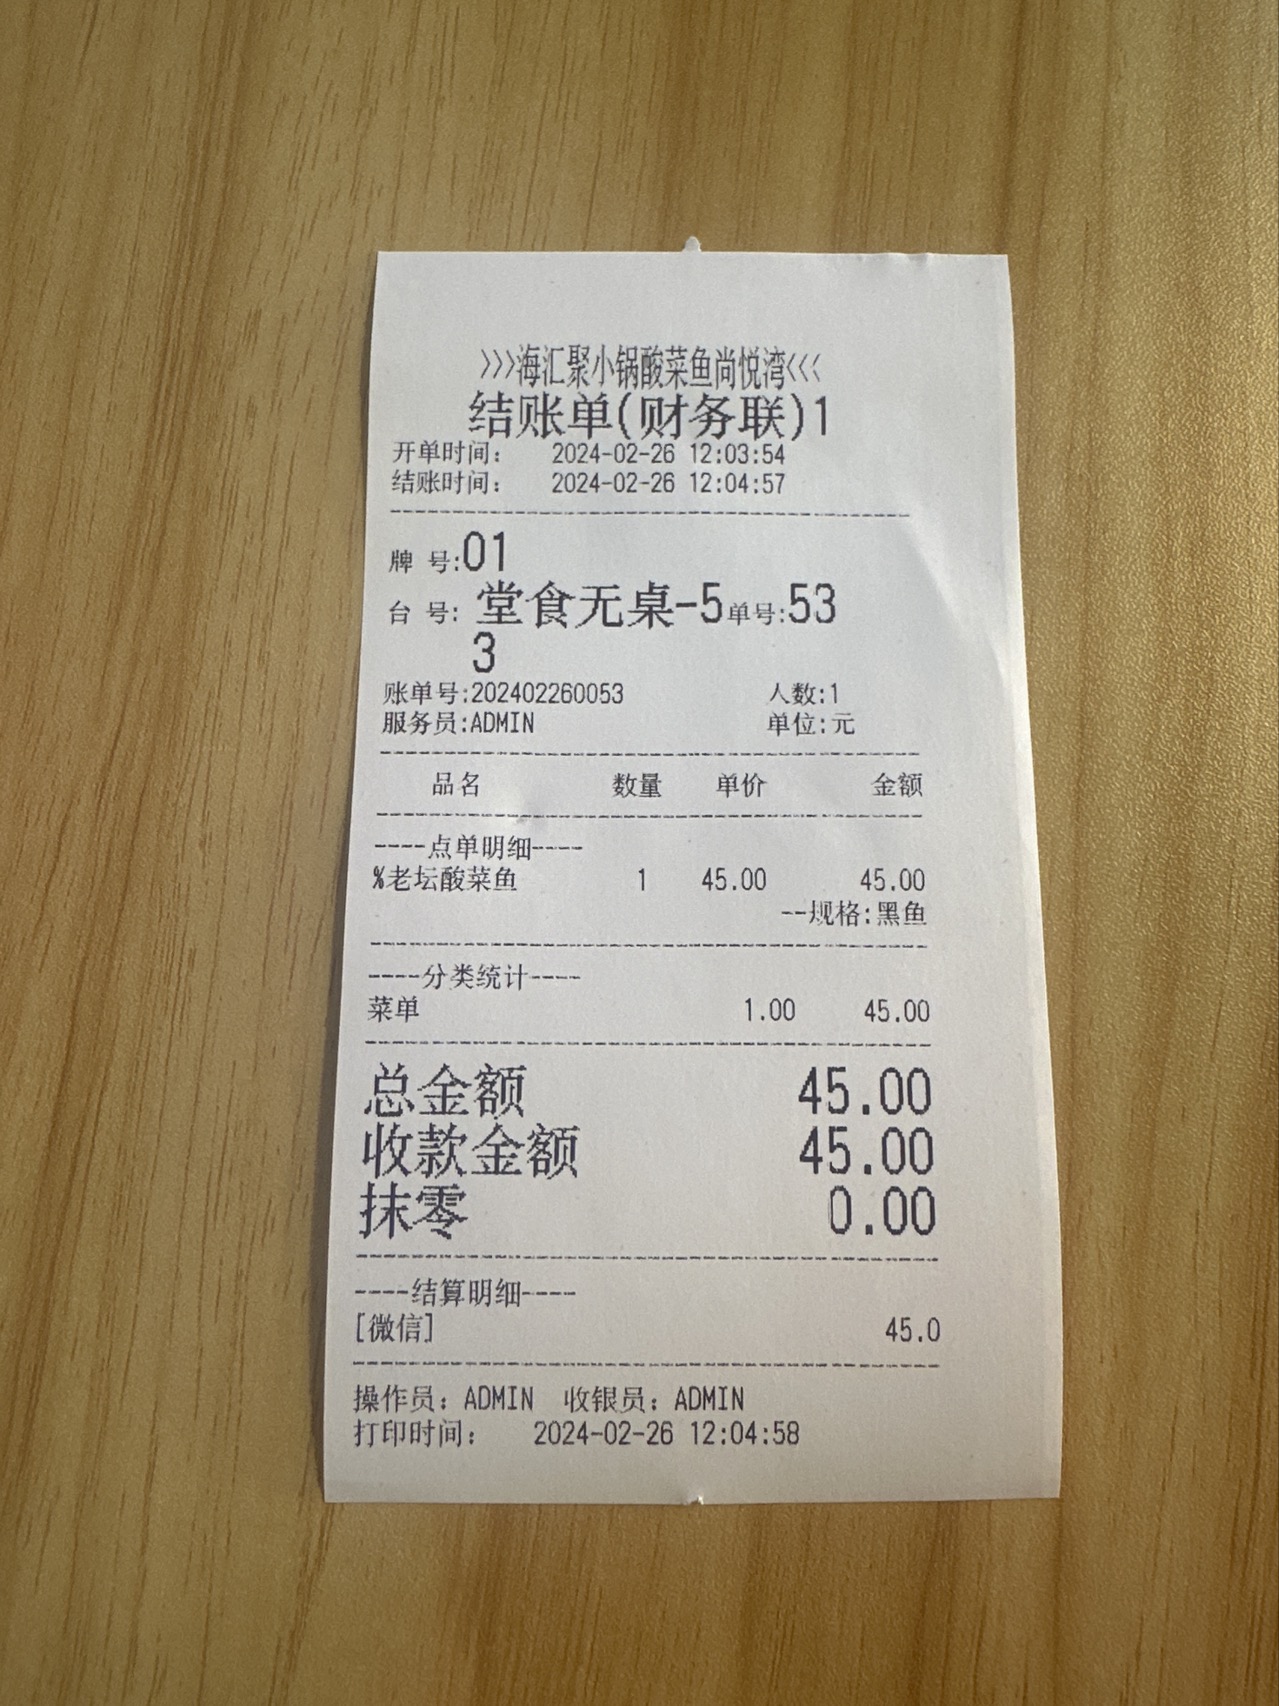 >>>海汇聚小锅酸菜鱼尚悦湾<<<
结账单(财务联)1
开单时间: 2024-02-26 12:03:54
结账时间: 2024-02-26 12:04:57
牌 号:01
台 号: 堂食无桌-5单号:53
3
账单号:202402260053 人数:1
服务员:ADMIN 单位:元
品名 数量 单价 金额
----点单明细----
%老坛酸菜鱼 1 45.00 45.00
--规格:黑鱼
----分类统计----
菜单 1.00 45.00
总金额 45.00
收款金额 45.00
抹零 0.00
----结算明细----
[微信] 45.0
操作员: ADMIN 收银员: ADMIN
打印时间: 2024-02-26 12:04:58